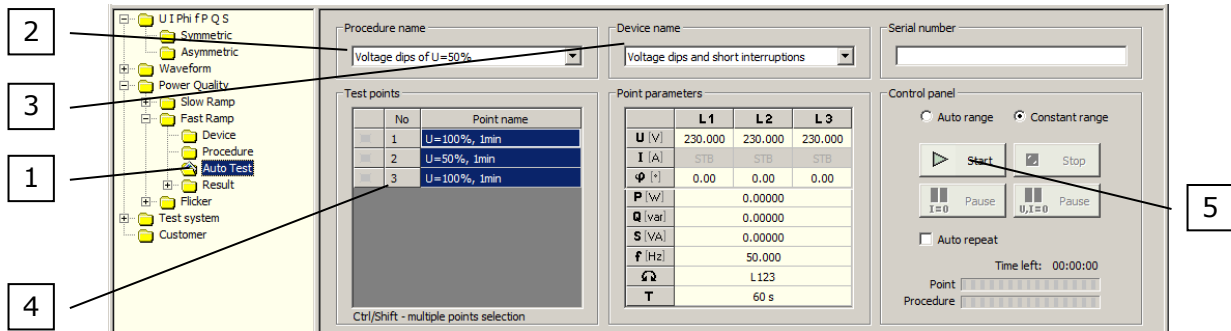 2
3
1
4
U I Phi f P Q S
Symmetric
Asymmetric
Waveform
Power Quality
Slow Ramp
Fast Ramp
Device
Procedure
Auto Test
Result
Flicker
Test system
Customer
Procedure name
Voltage dips of U=50%
Device name
Voltage dips and short interruptions
Serial number
Test points
No Point name
1 U=100%, 1min
2 U=50%, 1min
3 U=100%, 1min
Ctrl/Shift - multiple points selection
Point parameters
L1 L2 L3
U [V] 230.000 230.000 230.000
I [A] STB STB STB
φ [°] 0.00 0.00 0.00
P [W] 0.00000
Q [var] 0.00000
S [VA] 0.00000
f [Hz] 50.000
L123
T 60 s
Control panel
Auto range Constant range
Start Stop
I=0 Pause U,I=0 Pause
Auto repeat
Time left: 00:00:00
Point
Procedure
5